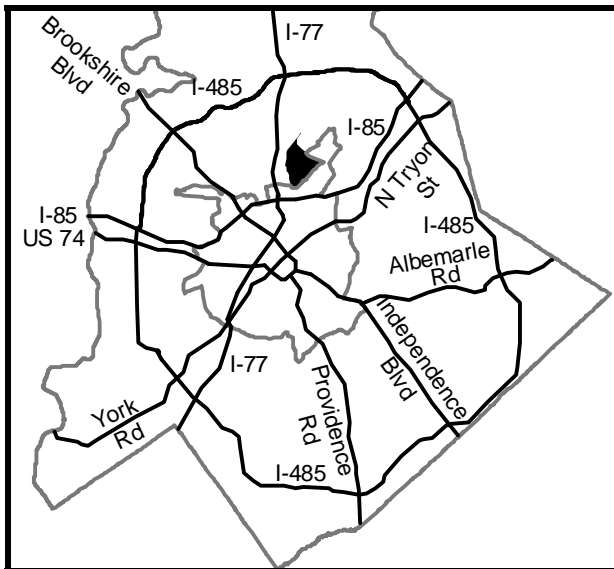 I-77
Brookshire
Blvd
I-485
I-85
N Tryon
St
I-85
US 74
I-485
Albemarle
Rd
Independence
Blvd
I-77
Providence
Rd
York
Rd
I-485